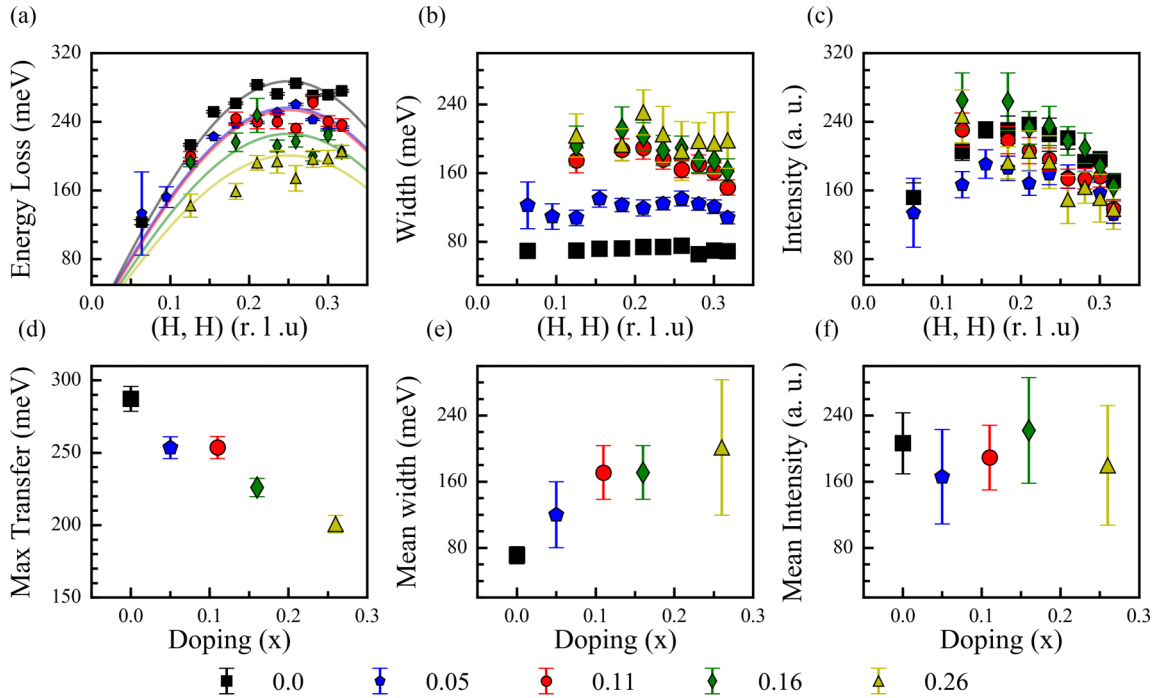 (a)
(b)
(c)
320
240
160
80
Energy Loss (meV)
0.0 0.1 0.2 0.3
(H, H) (r. l .u)
240
160
80
Width (meV)
0.0 0.1 0.2 0.3
(H, H) (r. l .u)
320
240
160
80
Intensity (a. u.)
0.0 0.1 0.2 0.3
(H, H) (r. l .u)
(d)
(e)
(f)
300
250
200
150
Max Transfer (meV)
0.0 0.1 0.2 0.3
Doping (x)
240
160
80
Mean width (meV)
0.0 0.1 0.2 0.3
Doping (x)
240
160
80
Mean Intensity (a. u.)
0.0 0.1 0.2 0.3
Doping (x)
0.0 0.05 0.11 0.16 0.26